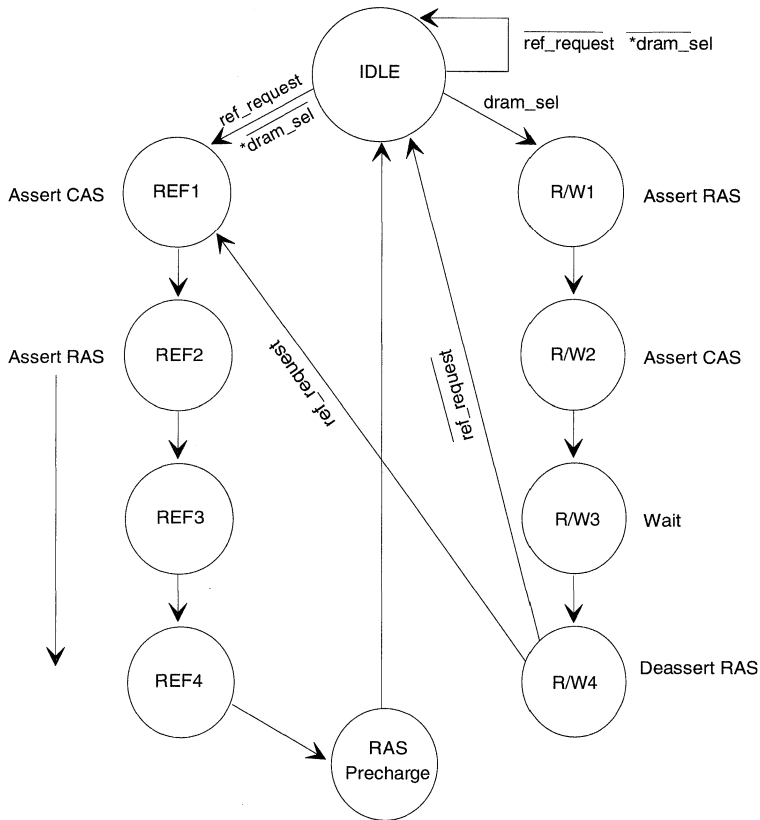 IDLE
ref_request *dram_sel
ref_request
*dram_sel
dram_sel
Assert CAS
REF1
R/W1
Assert RAS
Assert RAS
REF2
ref_request
ref_request
R/W2
Assert CAS
REF3
R/W3
Wait
REF4
R/W4
Deassert RAS
RAS
Precharge